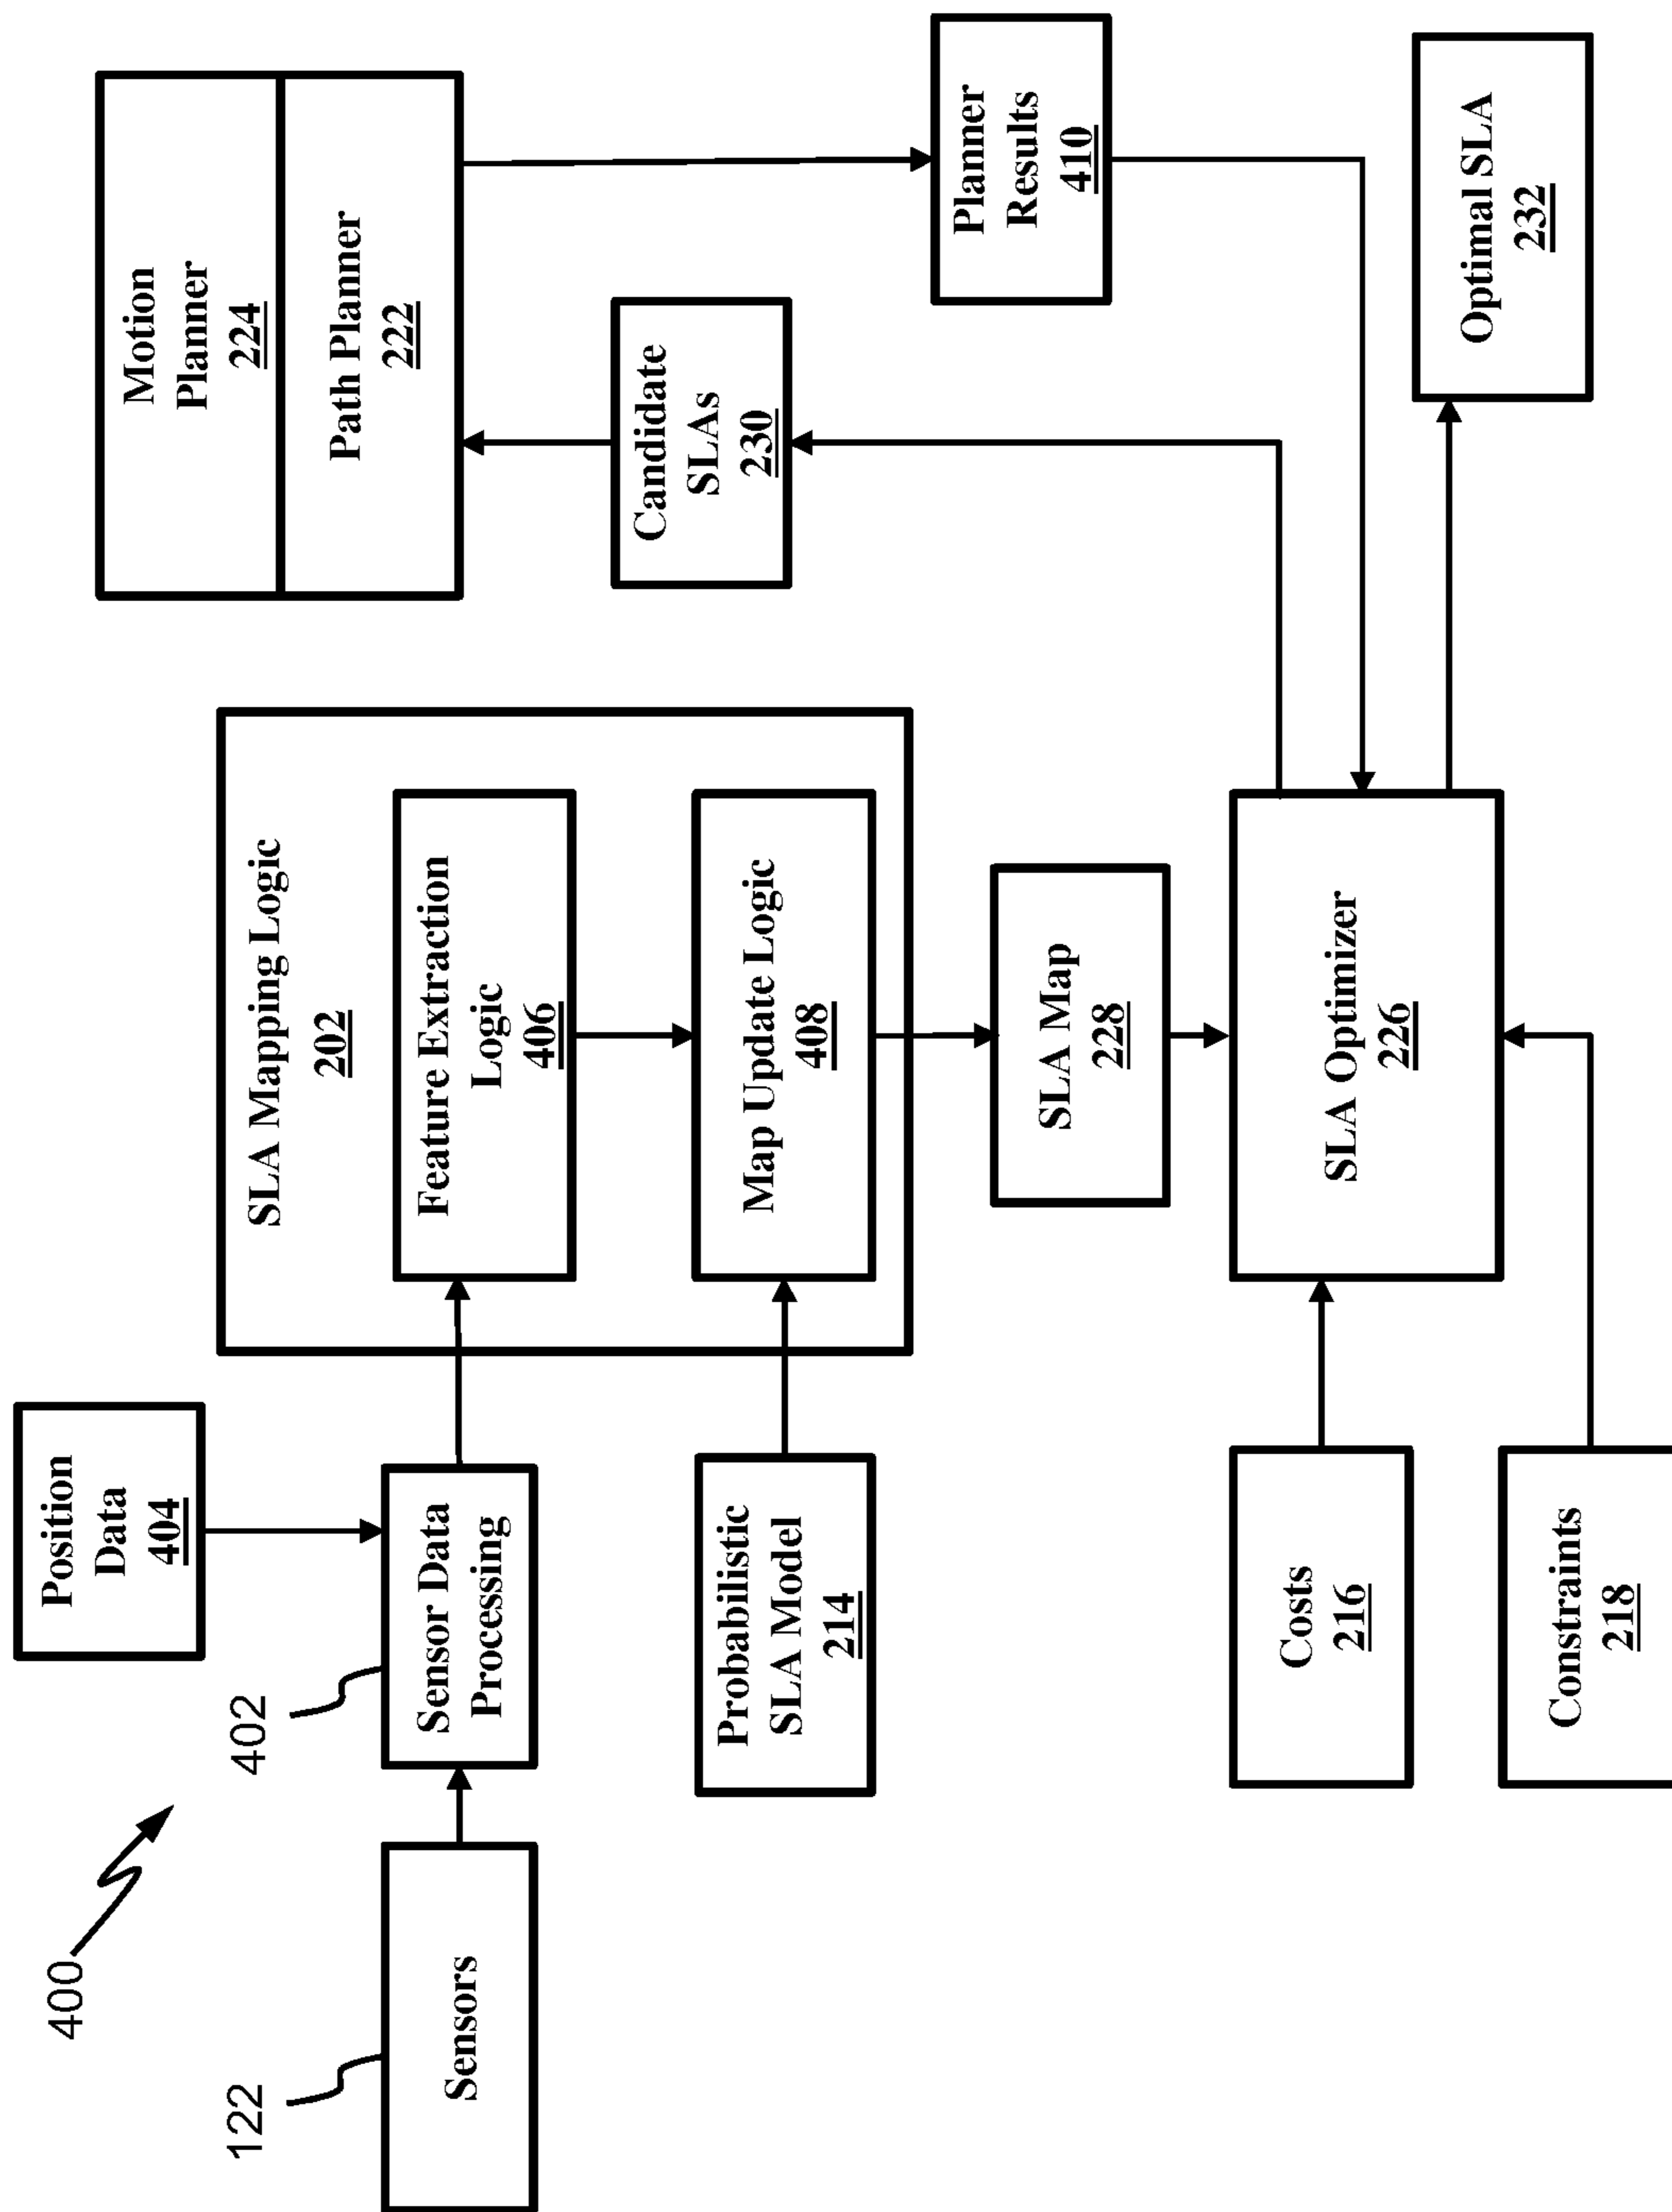 400
Position
Data
404
Motion
Planner
224
Path Planner
222
SLA Mapping Logic
202
122
402
Sensors
Sensor Data
Processing
Feature Extraction
Logic
406
Candidate
SLAs
230
Probabilistic
SLA Model
214
Map Update Logic
408
Planner
Results
410
SLA Map
228
Costs
216
SLA Optimizer
226
Optimal SLA
232
Constraints
218